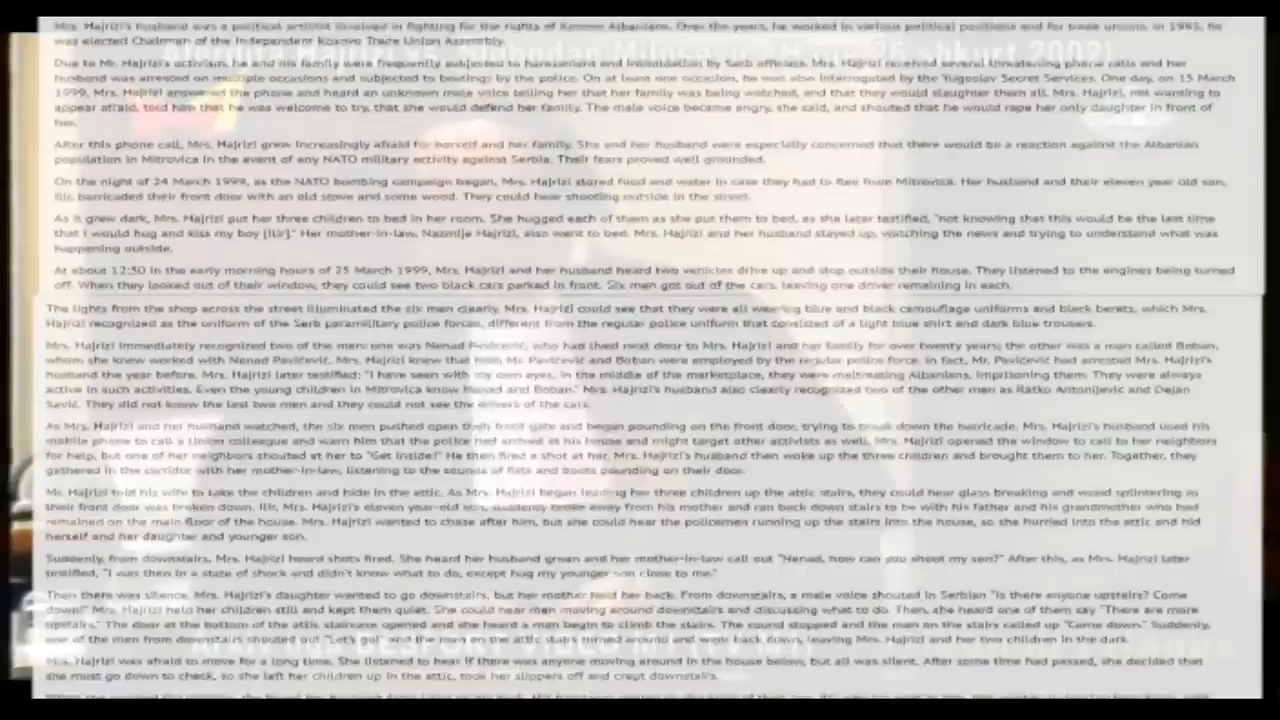 Mrs. Hajrizi's husband was a political activist involved in fighting for the rights of Kosovo Albanians. Over the years, he worked in various political positions and for trade unions. In 1993, he
was elected Chairman of the Independent Kosovo Trade Union Assembly.
Slobodan Milosevic Haag 26 shkurt 2002)
Due to Mr. Hajrizi's activism, he and his family were frequently subjected to harassment and intimidation by Serb officials. Mrs. Hajrizi received several threatening phone calls and her
husband was arrested on multiple occasions and subjected to beatings by the police. On at least one occasion, he was also interrogated by the Yugoslav Secret Services. One day, on 15 March
1999, Mrs. Hajrizi answered the phone and heard an unknown male voice telling her that her family was being watched, and that they would slaughter them all. Mrs. Hajrizi, not wanting to
appear afraid, told him that he was welcome to try, that she would defend her family. The male voice became angry, she said, and shouted that he would rape her only daughter in front of
her.
After this phone call, Mrs. Hajrizi grew increasingly afraid for herself and her family. She and her husband were especially concerned that there would be a reaction against the Albanian
population in Mitrovica in the event of any NATO military activity against Serbia. Their fears proved well grounded.
On the night of 24 March 1999, as the NATO bombing campaign began, Mrs. Hajrizi stored food and water in case they had to flee from Mitrovica. Her husband and their eleven year old son,
Ilir, barricaded their front door with an old stove and some wood. They could hear shooting outside in the street.
As it grew dark, Mrs. Hajrizi put her three children to bed in her room. She hugged each of them as she put them to bed, as she later testified, "not knowing that this would be the last time
that I would hug and kiss my boy [Ilir]." Her mother-in-law, Nazmije Hajrizi, also went to bed. Mrs. Hajrizi and her husband stayed up, watching the news and trying to understand what was
happening outside.
At about 12:30 in the early morning hours of 25 March 1999, Mrs. Hajrizi and her husband heard two vehicles drive up and stop outside their house. They listened to the engines being turned
off. When they looked out of their window, they could see two black cars parked in front. Six men got out of the cars, leaving one driver remaining in each.
The lights from the shop across the street illuminated the six men clearly. Mrs. Hajrizi could see that they were all wearing blue and black camouflage uniforms and black berets, which Mrs.
Hajrizi recognized as the uniform of the Serb paramilitary police forces, different from the regular police uniform that consisted of a light blue shirt and dark blue trousers.
Mrs. Hajrizi immediately recognized two of the men: one was Nenad Pavićević, who had lived next door to Mrs. Hajrizi and her family for over twenty years; the other was a man called Boban,
whom she knew worked with Nenad Pavićević. Mrs. Hajrizi knew that both Mr. Pavićević and Boban were employed by the regular police force. In fact, Mr. Pavićević had arrested Mrs. Hajrizi's
husband the year before. Mrs. Hajrizi later testified: "I have seen with my own eyes, in the middle of the marketplace, they were maltreating Albanians, imprisoning them. They were always
active in such activities. Even the young children in Mitrovica know Nenad and Boban." Mrs. Hajrizi's husband also clearly recognized two of the other men as Ratko Antonijević and Dejan
Savić. They did not know the last two men and they could not see the drivers of the cars.
As Mrs. Hajrizi and her husband watched, the six men pushed open their front gate and began pounding on the front door, trying to break down the barricade. Mrs. Hajrizi's husband used his
mobile phone to call a Union colleague and warn him that the police had arrived at his house and might target other activists as well. Mrs. Hajrizi opened the window to call to her neighbors
for help, but one of her neighbors shouted at her to "Get inside!" He then fired a shot at her. Mrs. Hajrizi's husband then woke up the three children and brought them to her. Together, they
gathered in the corridor with her mother-in-law, listening to the sounds of fists and boots pounding on their door.
Mr. Hajrizi told his wife to take the children and hide in the attic. As Mrs. Hajrizi began leading her three children up the attic stairs, they could hear glass breaking and wood splintering as
their front door was broken down. Ilir, Mrs. Hajrizi's eleven year-old son, suddenly broke away from his mother and ran back down stairs to be with his father and his grandmother who had
remained on the main floor of the house. Mrs. Hajrizi wanted to chase after him, but she could hear the policemen running up the stairs into the house, so she hurried into the attic and hid
herself and her daughter and younger son.
Suddenly, from downstairs, Mrs. Hajrizi heard shots fired. She heard her husband groan and her mother-in-law call out "Nenad, how can you shoot my son?" After this, as Mrs. Hajrizi later
testified, "I was then in a state of shock and didn't know what to do, except hug my younger son close to me."
Then there was silence. Mrs. Hajrizi's daughter wanted to go downstairs, but her mother held her back. From downstairs, a male voice shouted in Serbian "Is there anyone upstairs? Come
down!" Mrs. Hajrizi held her children still and kept them quiet. She could hear men moving around downstairs and discussing what to do. Then, she heard one of them say "There are more
upstairs." The door at the bottom of the attic staircase opened and she heard a man begin to climb the stairs. The sound stopped and the man on the stairs called up "Come down." Suddenly,
one of the men from downstairs shouted out "Let's go!" and the man on the attic stairs turned around and went back down, leaving Mrs. Hajrizi and her two children in the dark.
Mrs. Hajrizi was afraid to move for a long time. She listened to hear if there was anyone moving around in the house below, but all was silent. After some time had passed, she decided that
she must go down to check, so she left her children up in the attic, took her slippers off and crept downstairs.